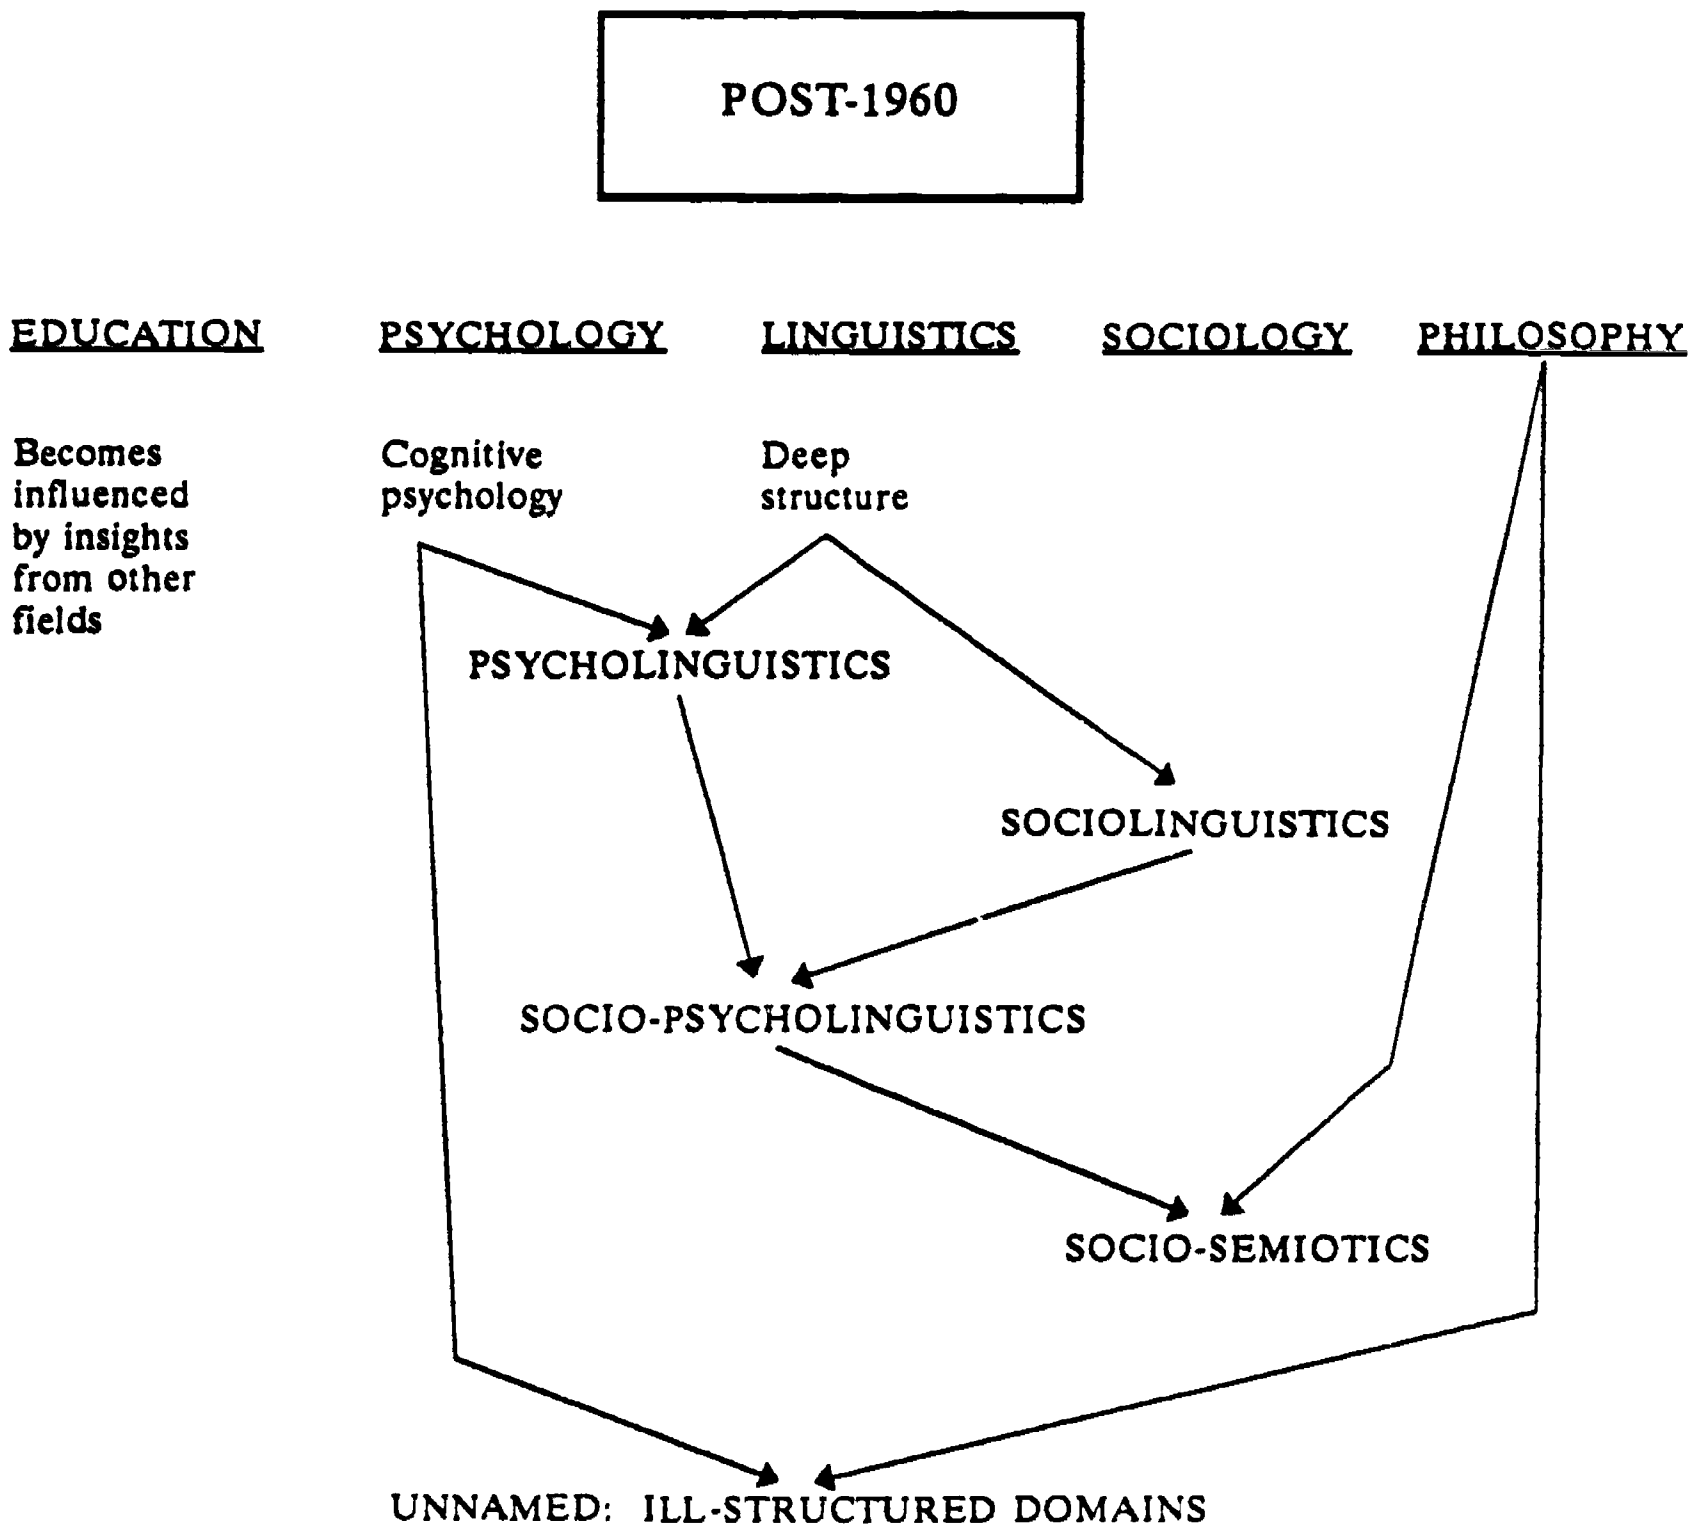 POST-1960
EDUCATION PSYCHOLOGY LINGUISTICS SOCIOLOGY PHILOSOPHY
Becomes
influenced
by insights
from other
fields
Cognitive
psychology
Deep
structure
PSYCHOLINGUISTICS
SOCIOLINGUISTICS
SOCIO-PSYCHOLINGUISTICS
SOCIO-SEMIOTICS
UNNAMED: ILL-STRUCTURED DOMAINS